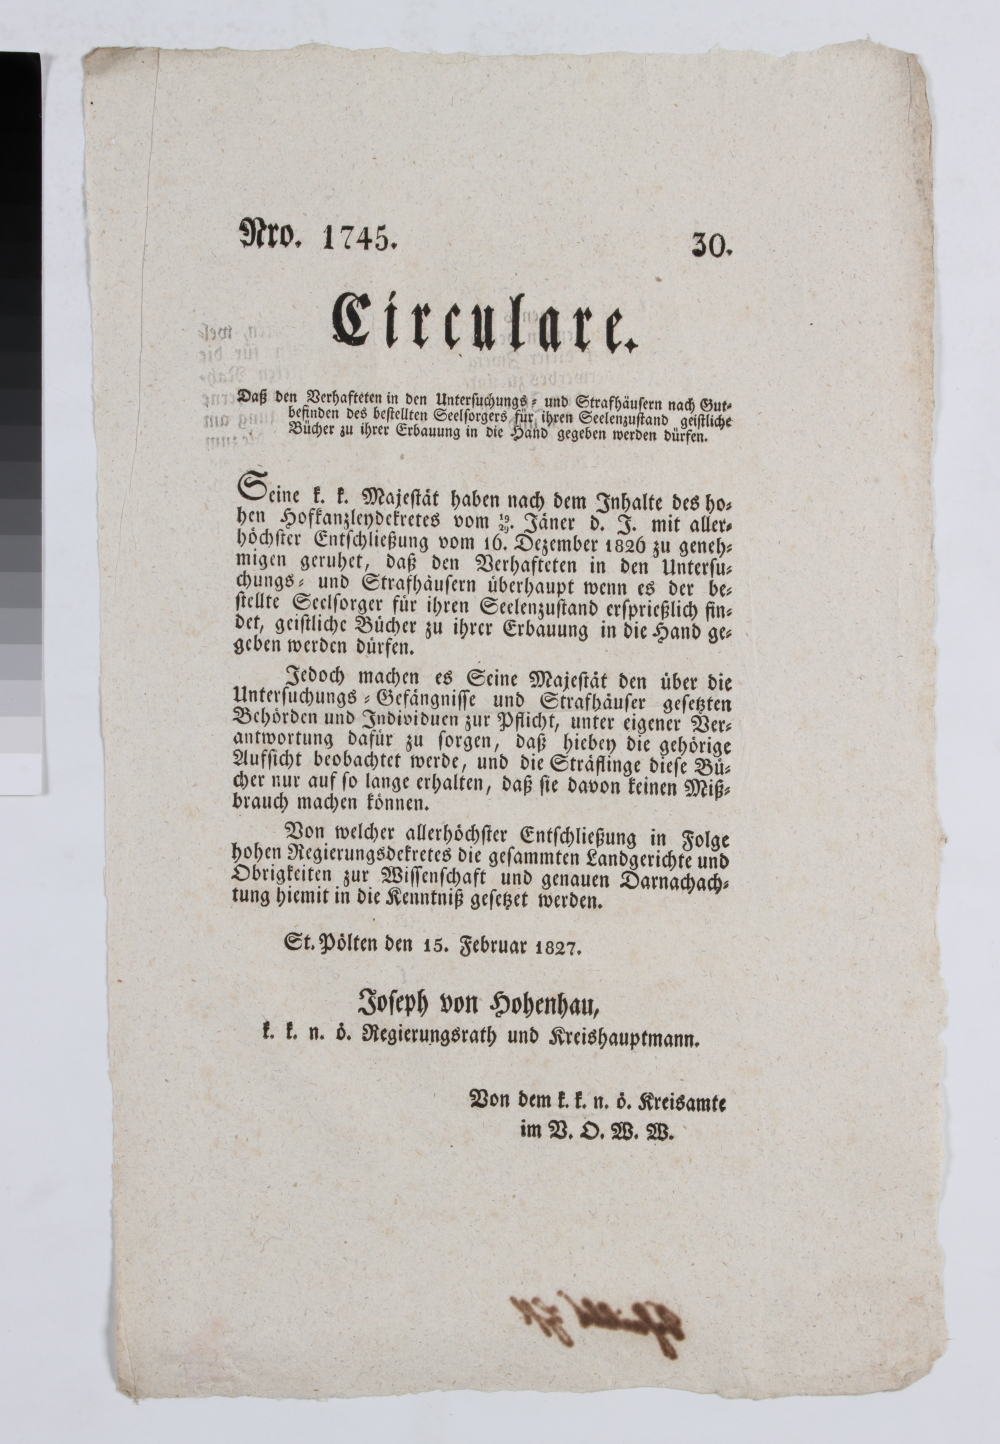 Nro. 1745. 30.
Circulare.
Daß den Verhafteten in den Untersuchungs- und Strafhäusern nach Gut-
befinden des bestellten Seelsorgers für ihren Seelenzustand geistliche
Bücher zu ihrer Erbauung in die Hand gegeben werden dürfen.
Seine k. k. Majestät haben nach dem Inhalte des ho-
hen Hofkanzleydekretes vom 19/29. Jäner d. J. mit aller-
höchster Entschließung vom 16. Dezember 1826 zu geneh-
migen geruhet, daß den Verhafteten in den Untersu-
chungs- und Strafhäusern überhaupt wenn es der be-
stellte Seelsorger für ihren Seelenzustand ersprießlich fin-
det, geistliche Bücher zu ihrer Erbauung in die Hand ge-
geben werden dürfen.
Jedoch machen es Seine Majestät den über die
Untersuchungs-Gefängnisse und Strafhäuser gesetzten
Behörden und Individuen zur Pflicht, unter eigener Ver-
antwortung dafür zu sorgen, daß hiebey die gehörige
Aufsicht beobachtet werde, und die Sträflinge diese Bü-
cher nur auf so lange erhalten, daß sie davon keinen Miß-
brauch machen können.
Von welcher allerhöchster Entschließung in Folge
hohen Regierungsdekretes die gesammten Landgerichte und
Obrigkeiten zur Wissenschaft und genauen Darnachach-
tung hiemit in die Kenntniß gesetzet werden.
St. Pölten den 15. Februar 1827.
Joseph von Hohenhau,
k. k. n. ö. Regierungsrath und Kreishauptmann.
Von dem k. k. n. ö. Kreisamte
im V. O. W. W.